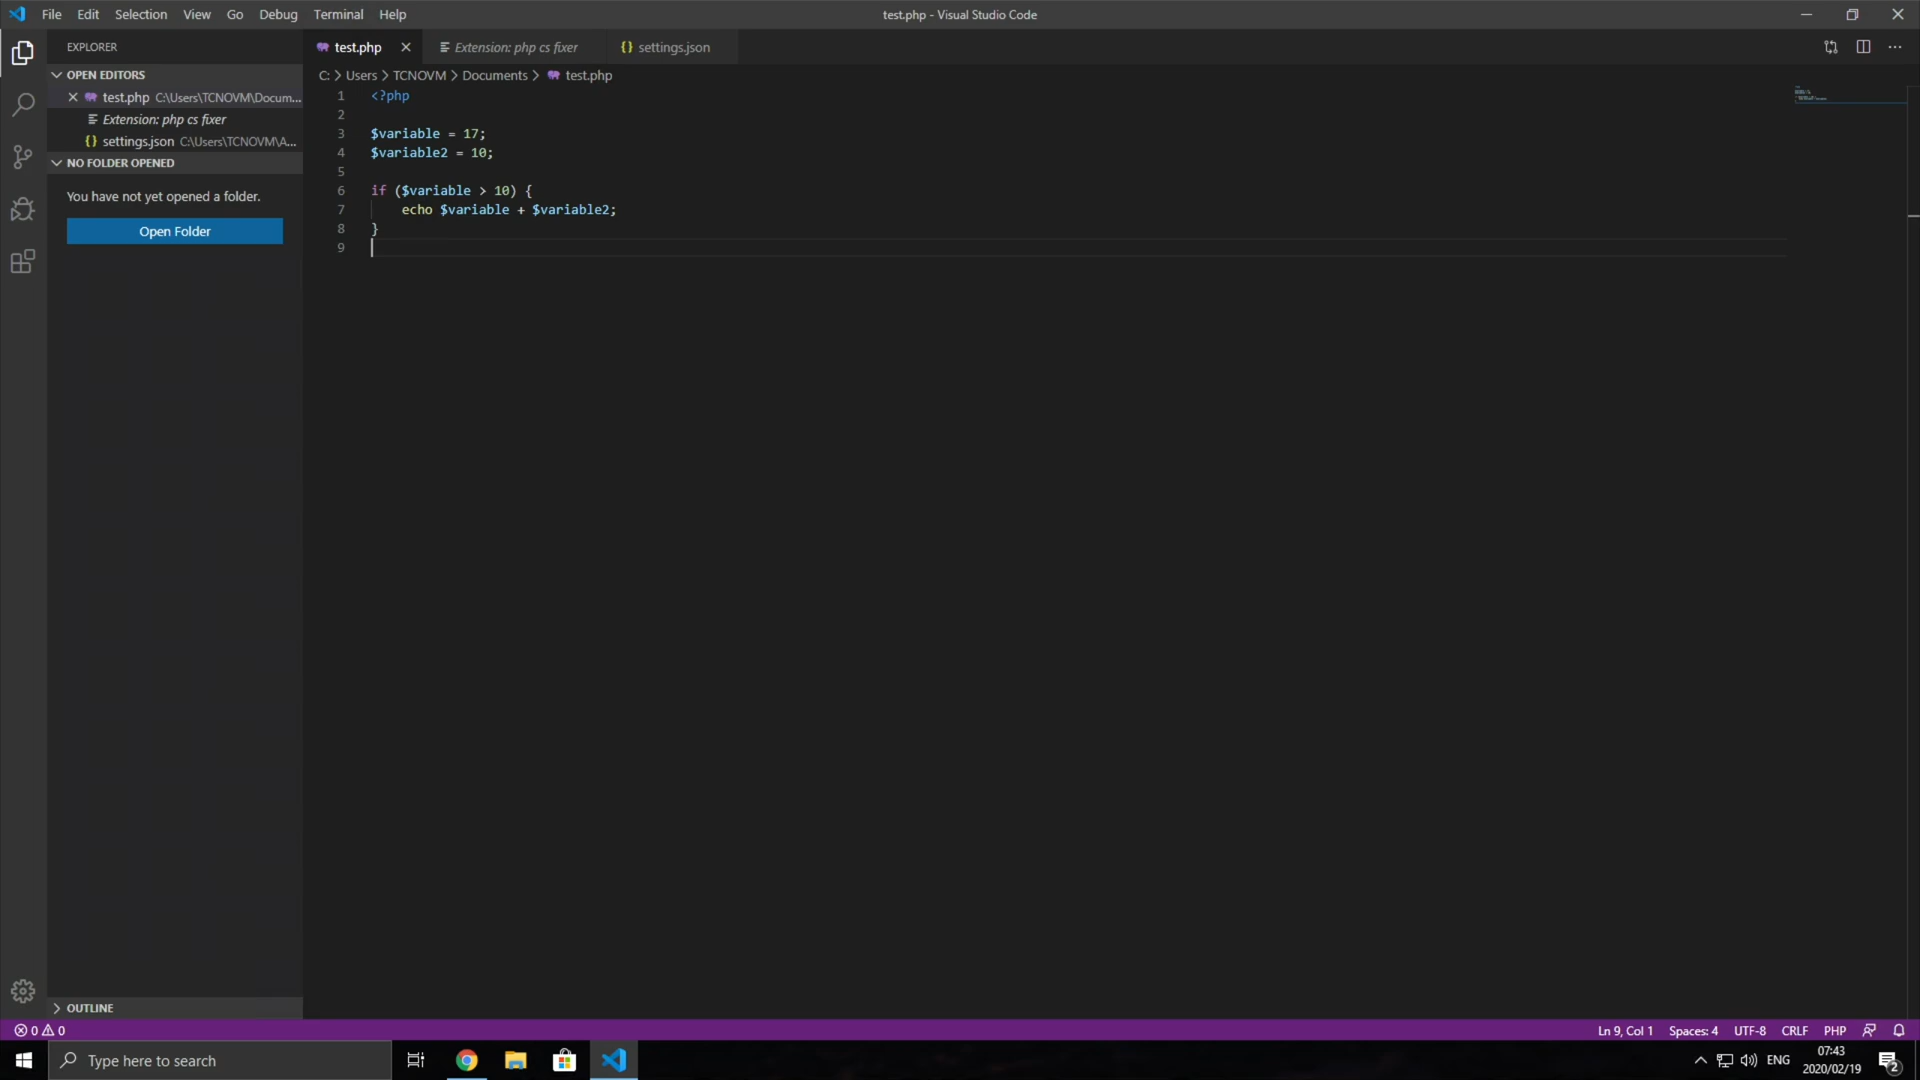 File Edit Selection View Go Debug Terminal Help
test.php - Visual Studio Code
EXPLORER
OPEN EDITORS
test.php C:\Users\TCNOVM\Docum...
Extension: php cs fixer
settings.json C:\Users\TCNOVM\A...
NO FOLDER OPENED
You have not yet opened a folder.
Open Folder
OUTLINE
test.php
Extension: php cs fixer
settings.json
C: > Users > TCNOVM > Documents > test.php
1 <?php
2
3 $variable = 17;
4 $variable2 = 10;
5
6 if ($variable > 10) {
7 echo $variable + $variable2;
8 }
9
0 0
Ln 9, Col 1 Spaces: 4 UTF-8 CRLF PHP
Type here to search
ENG
07:43
2020/02/19
2